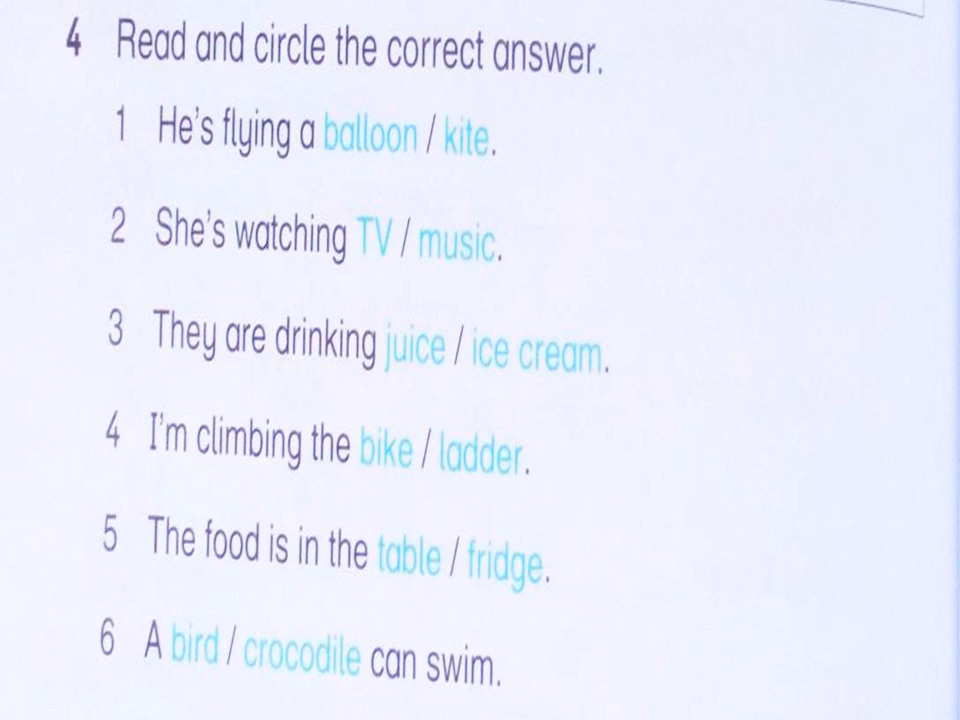 4 Read and circle the correct answer.
1 He's flying a balloon / kite.
2 She's watching TV / music.
3 They are drinking juice / ice cream.
4 I'm climbing the bike / ladder.
5 The food is in the table / fridge.
6 A bird / crocodile can swim.